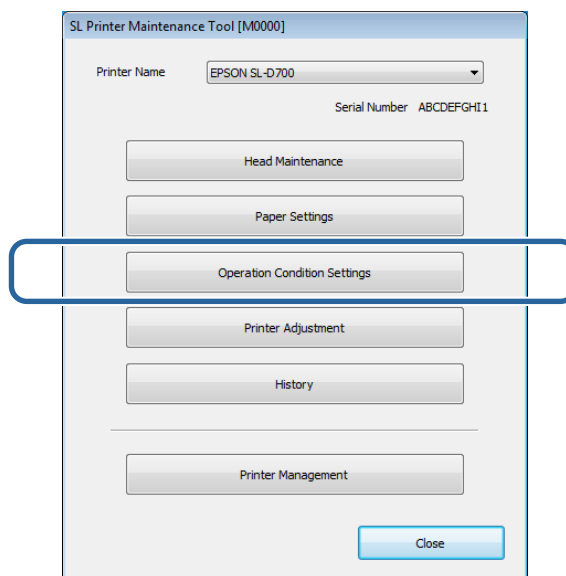 SL Printer Maintenance Tool [M0000]
Printer Name EPSON SL-D700
Serial Number ABCDEFGHI1
Head Maintenance
Paper Settings
Operation Condition Settings
Printer Adjustment
History
Printer Management
Close